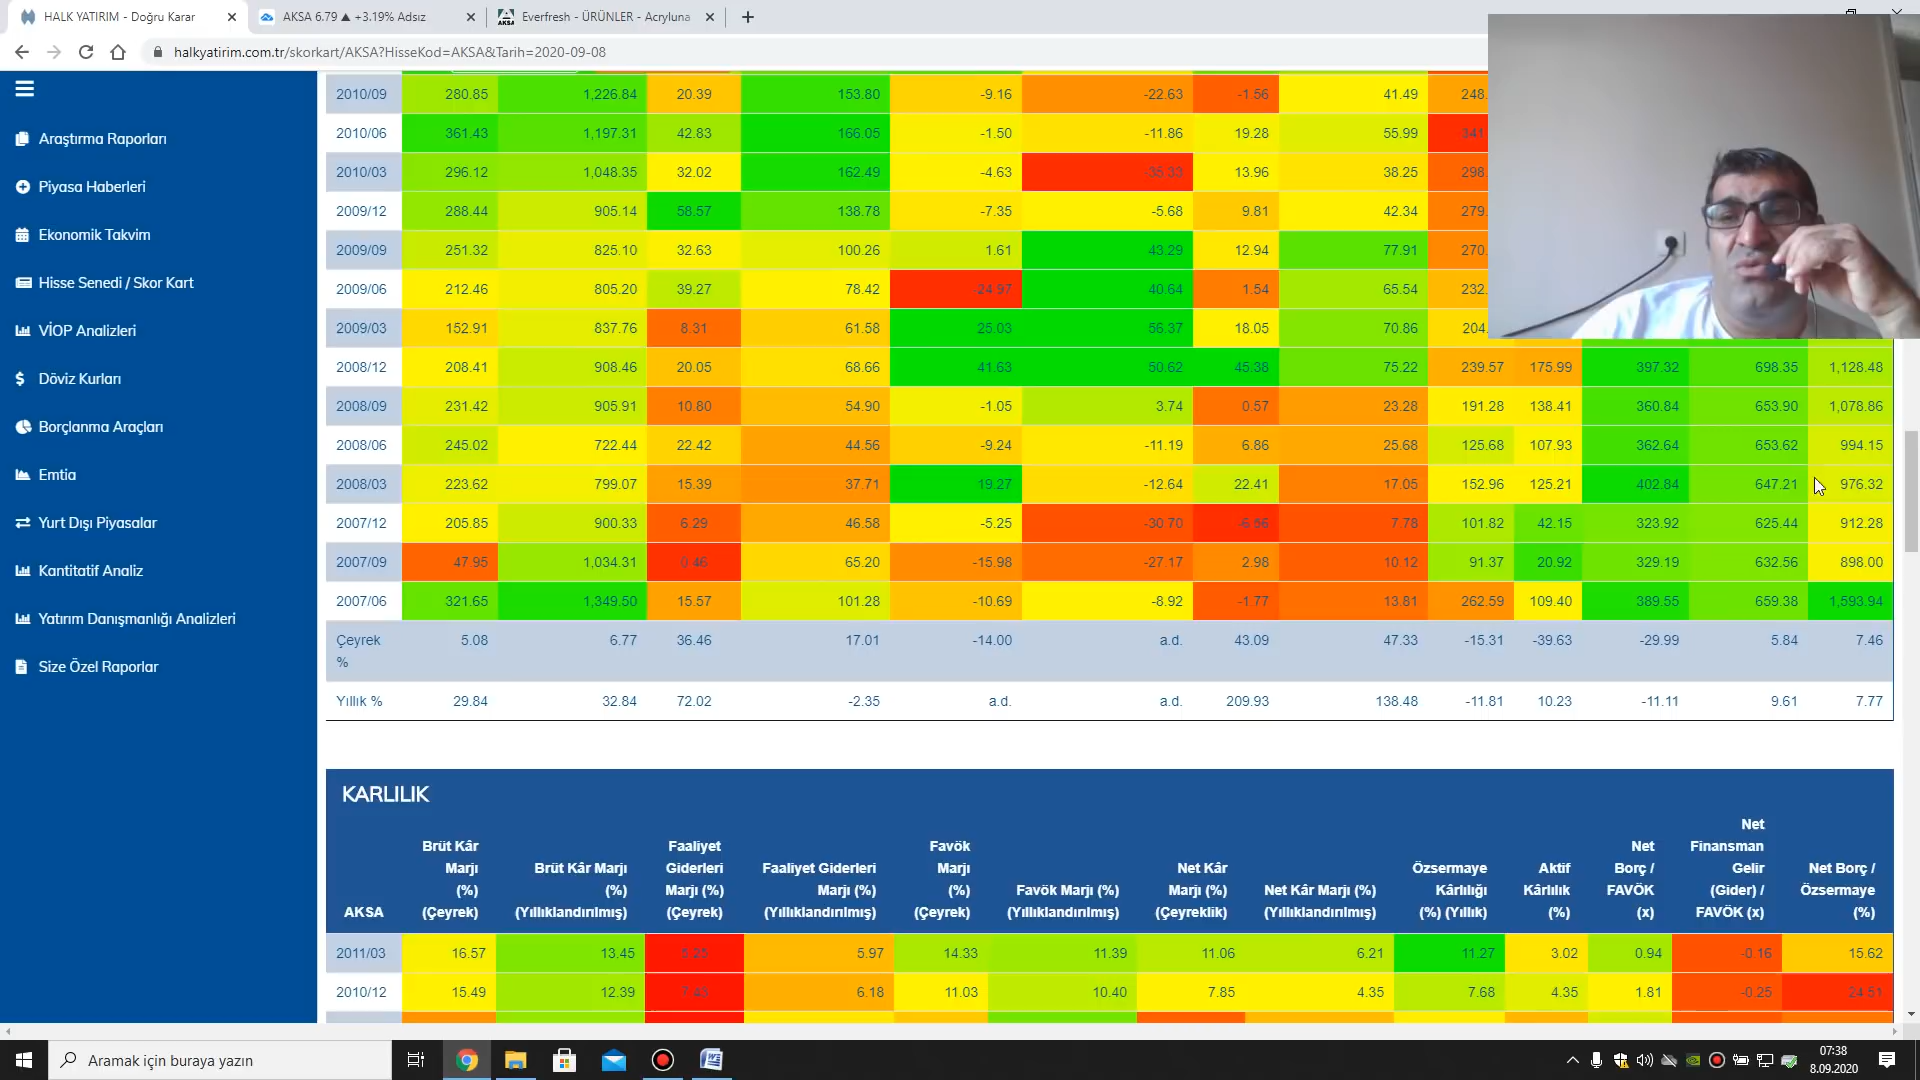 HALK YATIRIM - Doğru Karar
AKSA 6.79 ▲ +3.19% Adsız
Everfresh - ÜRÜNLER - Acryluna
halkyatirim.com.tr/skorkart/AKSA?HisseKod=AKSA&Tarih=2020-09-08
Araştırma Raporları
Piyasa Haberleri
Ekonomik Takvim
Hisse Senedi / Skor Kart
VİOP Analizleri
Döviz Kurları
Borçlanma Araçları
Emtia
Yurt Dışı Piyasalar
Kantitatif Analiz
Yatırım Danışmanlığı Analizleri
Size Özel Raporlar
2010/09 280.85 1,226.84 20.39 153.80 -9.16 -22.63 -1.56 41.49 248.
2010/06 361.43 1,197.31 42.83 166.05 -1.50 -11.86 19.28 55.99 341
2010/03 296.12 1,048.35 32.02 162.49 -4.63 -35.33 13.96 38.25 298.
2009/12 288.44 905.14 58.57 138.78 -7.35 -5.68 9.81 42.34 279.
2009/09 251.32 825.10 32.63 100.26 1.61 43.29 12.94 77.91 270.
2009/06 212.46 805.20 39.27 78.42 -24.97 40.64 1.54 65.54 232.
2009/03 152.91 837.76 8.31 61.58 25.03 56.37 18.05 70.86 204.
2008/12 208.41 908.46 20.05 68.66 41.63 50.62 45.38 75.22 239.57 175.99 397.32 698.35 1,128.48
2008/09 231.42 905.91 10.80 54.90 -1.05 3.74 0.57 23.28 191.28 138.41 360.84 653.90 1,078.86
2008/06 245.02 722.44 22.42 44.56 -9.24 -11.19 6.86 25.68 125.68 107.93 362.64 653.62 994.15
2008/03 223.62 799.07 15.39 37.71 19.27 -12.64 22.41 17.05 152.96 125.21 402.84 647.21 976.32
2007/12 205.85 900.33 6.29 46.58 -5.25 -30.70 7.78 101.82 42.15 323.92 625.44 912.28
2007/09 47.95 1,034.31 0.46 65.20 -15.98 -27.17 2.98 10.12 91.37 20.92 329.19 632.56 898.00
2007/06 321.65 1,349.50 15.57 101.28 -10.69 -8.92 -1.77 13.81 262.59 109.40 389.55 659.38 1,593.94
Çeyrek % 5.08 6.77 36.46 17.01 -14.00 a.d. 43.09 47.33 -15.31 -39.63 -29.99 5.84 7.46
Yıllık % 29.84 32.84 72.02 -2.35 a.d. a.d. 209.93 138.48 -11.81 10.23 -11.11 9.61 7.77
KARLILIK
AKSA
Brüt Kâr Marjı (%) (Çeyrek)
Brüt Kâr Marjı (%) (Yıllıklandırılmış)
Faaliyet Giderleri Marjı (%) (Çeyrek)
Faaliyet Giderleri Marjı (%) (Yıllıklandırılmış)
Favök Marjı (%) (Çeyrek)
Favök Marjı (%) (Yıllıklandırılmış)
Net Kâr Marjı (%) (Çeyreklik)
Net Kâr Marjı (%) (Yıllıklandırılmış)
Özsermaye Kârlılığı (%) (Yıllık)
Aktif Kârlılık (%)
Net Borç / FAVÖK (x)
Net Finansman Gelir (Gider) / FAVÖK (x)
Net Borç / Özsermaye (%)
2011/03 16.57 13.45 5.97 14.33 11.39 11.06 6.21 11.27 3.02 0.94 -0.16 15.62
2010/12 15.49 12.39 6.18 11.03 10.40 7.85 4.35 7.68 4.35 1.81 -0.25 24.51
Aramak için buraya yazın
07:38
8.09.2020